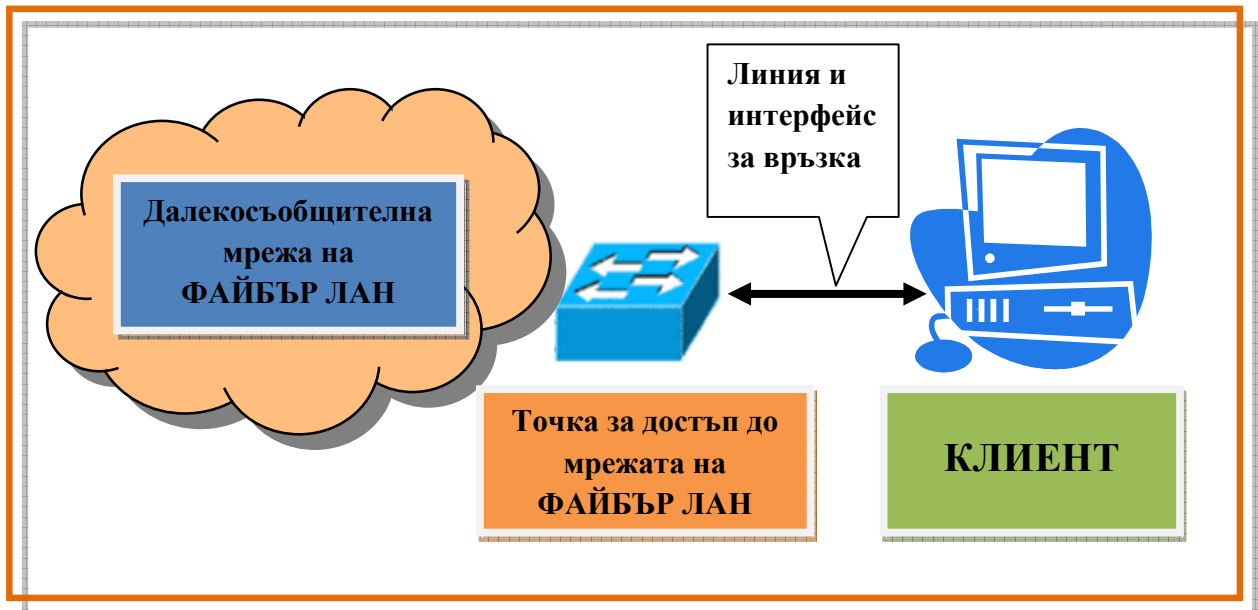 Линия и
интерфейс
за връзка
Далекосъобщителна
мрежа на
ФАЙБЪР ЛАН
Точка за достъп до
мрежата на
ФАЙБЪР ЛАН
КЛИЕНТ